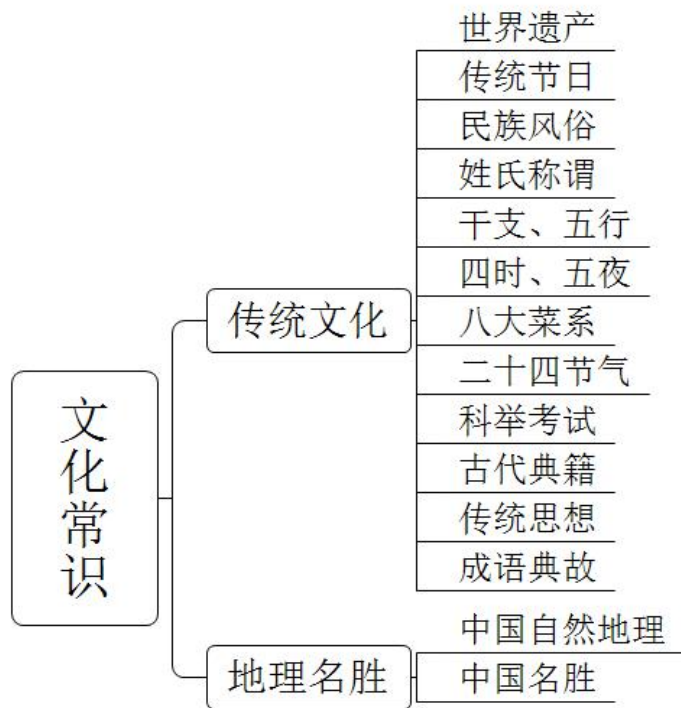 文化常识
传统文化
世界遗产
传统节日
民族风俗
姓氏称谓
干支、五行
四时、五夜
八大菜系
二十四节气
科举考试
古代典籍
传统思想
成语典故
地理名胜
中国自然地理
中国名胜